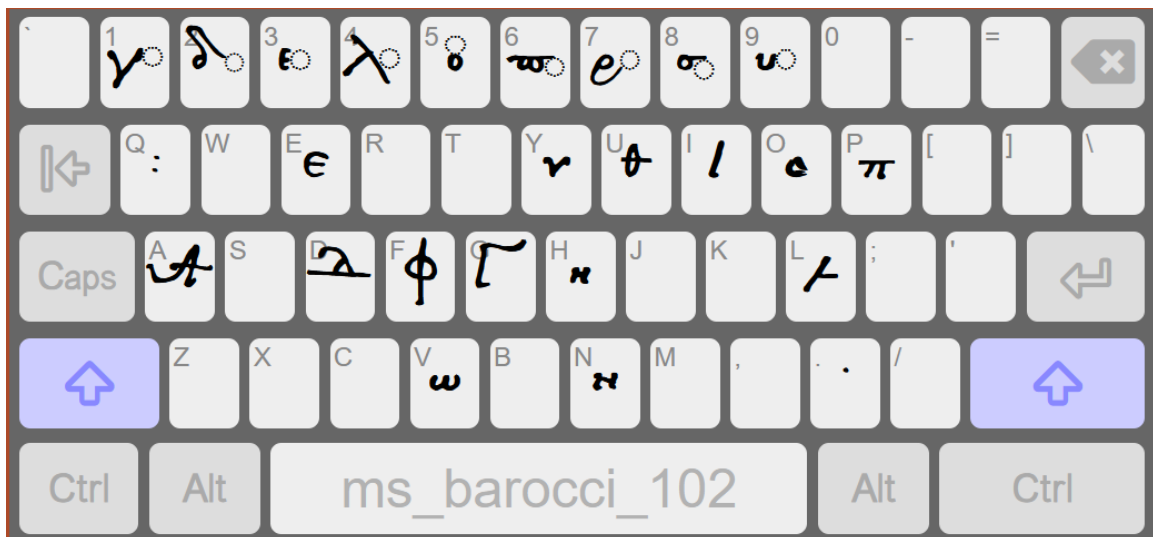 ` 1 γ 2 3 ε 4 λ 5 6 7 8 σ 9 υ 0 - =
Q : W E ϵ R T Y U θ I ι O P π [ ] \
Caps A S D F φ G H J K L ; '
Z X C V ω B N M , . · /
Ctrl Alt ms_barocci_102 Alt Ctrl